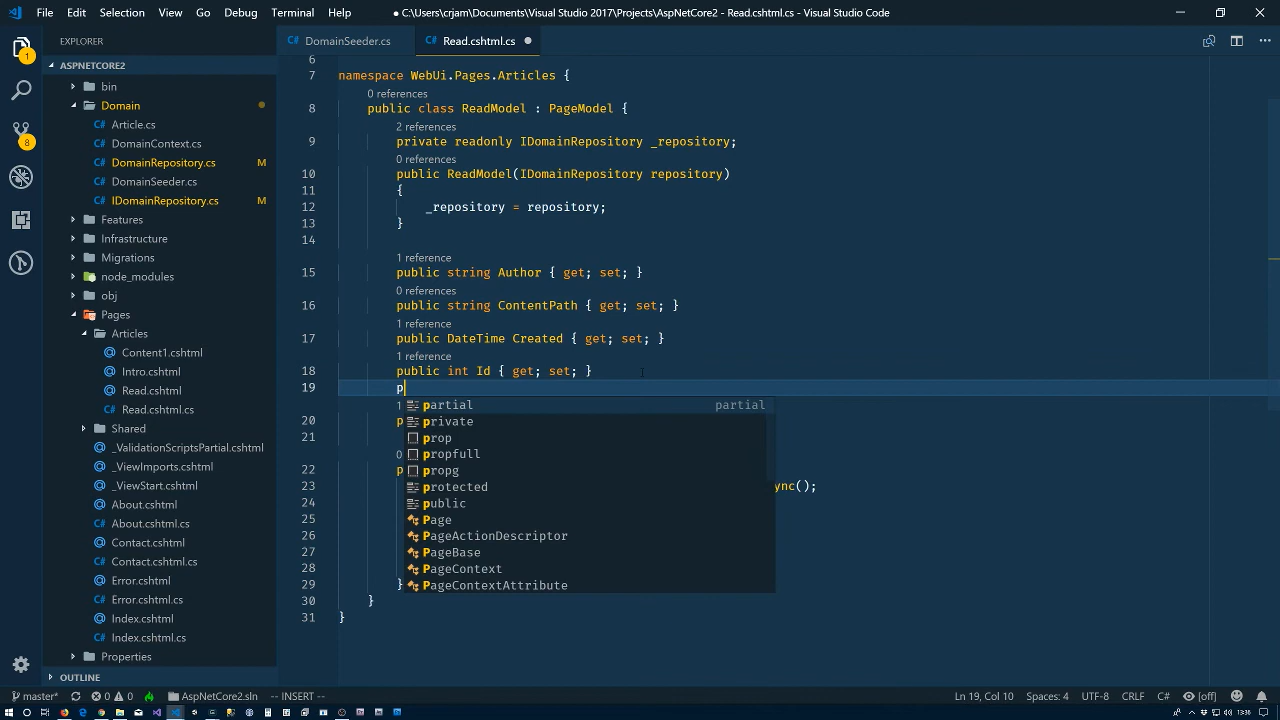 File Edit Selection View Go Debug Terminal Help
● C:\Users\crjam\Documents\Visual Studio 2017\Projects\AspNetCore2 - Read.cshtml.cs - Visual Studio Code
EXPLORER
ASPNETCORE2
bin
Domain
C# Article.cs
C# DomainContext.cs
C# DomainRepository.cs M
C# DomainSeeder.cs
C# IDomainRepository.cs M
Features
Infrastructure
Migrations
node_modules
obj
Pages
Articles
@ Content1.cshtml
@ Intro.cshtml
@ Read.cshtml
C# Read.cshtml.cs
Shared
@ _ValidationScriptsPartial.cshtml
@ _ViewImports.cshtml
@ _ViewStart.cshtml
@ About.cshtml
C# About.cshtml.cs
@ Contact.cshtml
C# Contact.cshtml.cs
@ Error.cshtml
C# Error.cshtml.cs
@ Index.cshtml
C# Index.cshtml.cs
Properties
OUTLINE
1
8
C# DomainSeeder.cs C# Read.cshtml.cs ●
6
7 namespace WebUi.Pages.Articles {
0 references
8 public class ReadModel : PageModel {
2 references
9 private readonly IDomainRepository _repository;
0 references
10 public ReadModel(IDomainRepository repository)
11 {
12 _repository = repository;
13 }
14
1 reference
15 public string Author { get; set; }
0 references
16 public string ContentPath { get; set; }
1 reference
17 public DateTime Created { get; set; }
1 reference
18 public int Id { get; set; }
19 p
partial partial
1
private
20 p
prop
21
propfull
0
propg
22 p
protected
23 ync();
public
24
Page
25
PageActionDescriptor
26
PageBase
27
PageContext
28
PageContextAttribute
29 }
30 }
31 }
master* 0 0 AspNetCore2.sln -- INSERT -- Ln 19, Col 10 Spaces: 4 UTF-8 CRLF C# [off]
13:36